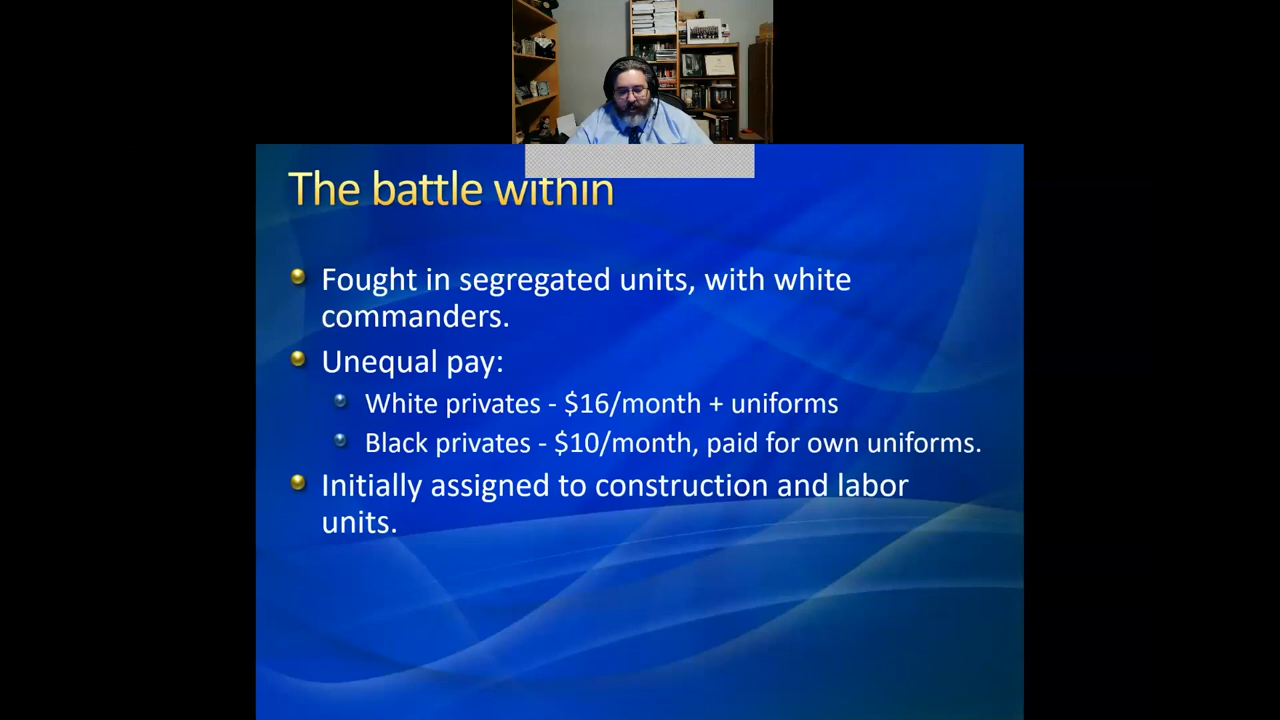 The battle within
Fought in segregated units, with white
commanders.
Unequal pay:
White privates - $16/month + uniforms
Black privates - $10/month, paid for own uniforms.
Initially assigned to construction and labor
units.